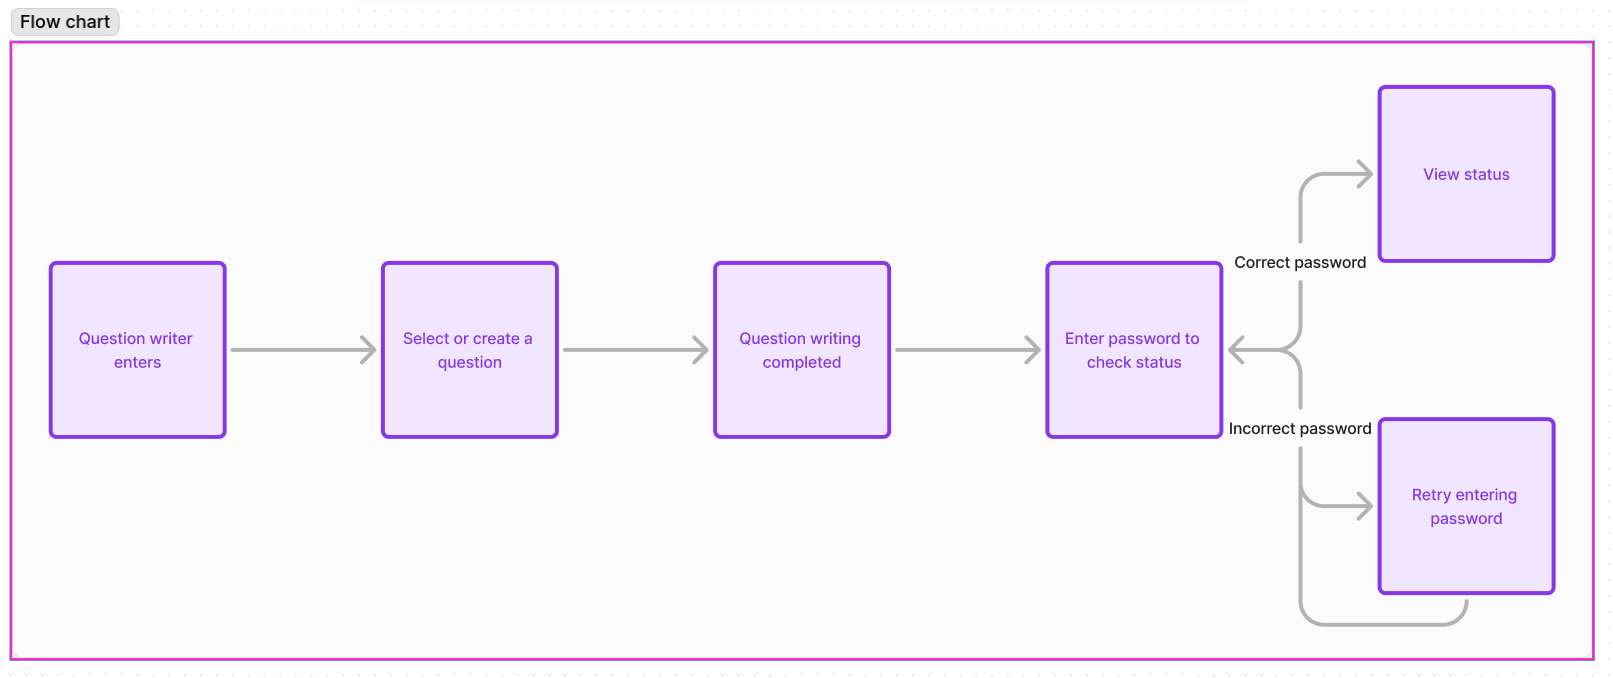 Flow chart
Question writer
enters
Select or create a
question
Question writing
completed
Enter password to
check status
Correct password
View status
Incorrect password
Retry entering
password